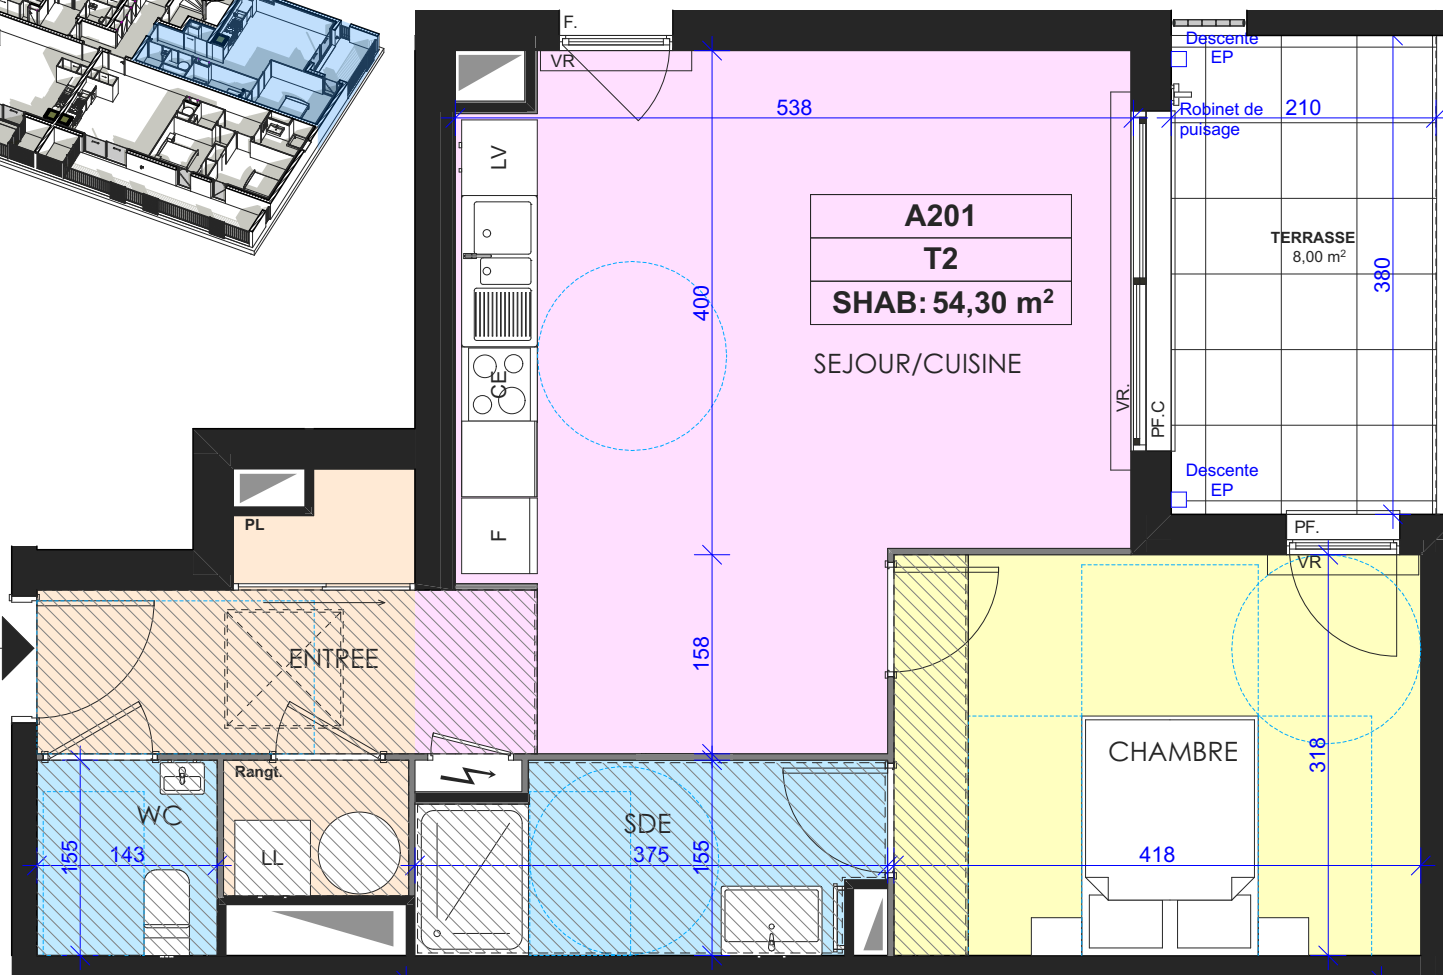 F.
VR
Descente
EP
538
Robinet de
puisage
210
LV
A201
T2
SHAB: 54,30 m²
TERRASSE
8,00 m²
380
400
SEJOUR/CUISINE
CE
VR.
PF.C
Descente
EP
PL
F
PF.
VR
ENTREE
158
318
CHAMBRE
Rangt.
WC
SDE
155
143
LL
375
155
418